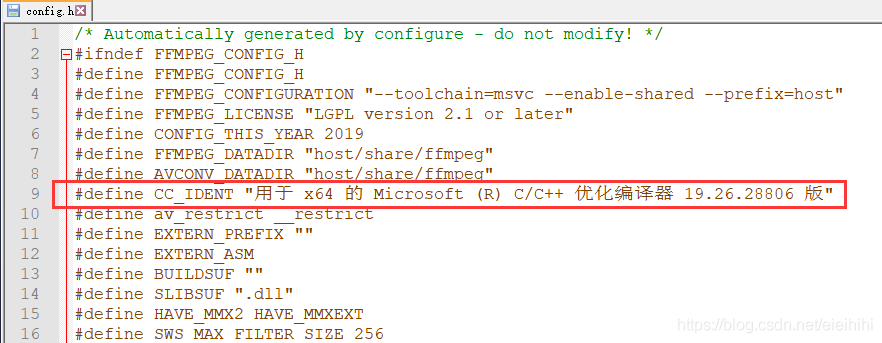 config.h
1 /* Automatically generated by configure - do not modify! */
2 #ifndef FFMPEG_CONFIG_H
3 #define FFMPEG_CONFIG_H
4 #define FFMPEG_CONFIGURATION "--toolchain=msvc --enable-shared --prefix=host"
5 #define FFMPEG_LICENSE "LGPL version 2.1 or later"
6 #define CONFIG_THIS_YEAR 2019
7 #define FFMPEG_DATADIR "host/share/ffmpeg"
8 #define AVCONV_DATADIR "host/share/ffmpeg"
9 #define CC_IDENT "用于 x64 的 Microsoft (R) C/C++ 优化编译器 19.26.28806 版"
10 #define av_restrict __restrict
11 #define EXTERN_PREFIX ""
12 #define EXTERN_ASM
13 #define BUILDSUF ""
14 #define SLIBSUF ".dll"
15 #define HAVE_MMX2 HAVE_MMXEXT
16 #define SWS_MAX_FILTER_SIZE 256
https://blog.csdn.net/eieihihi